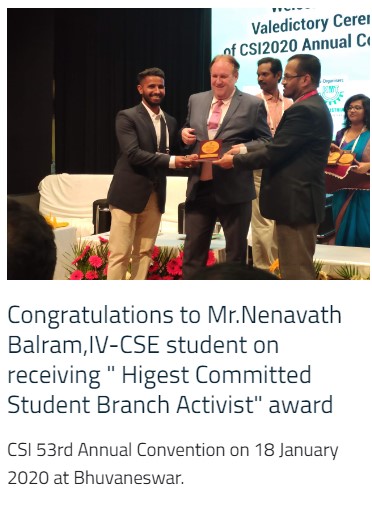 Valedictory Cere
of CSI2020 Annual Co
Congratulations to Mr.Nenavath
Balram,IV-CSE student on
receiving " Higest Committed
Student Branch Activist" award
CSI 53rd Annual Convention on 18 January
2020 at Bhuvaneswar.